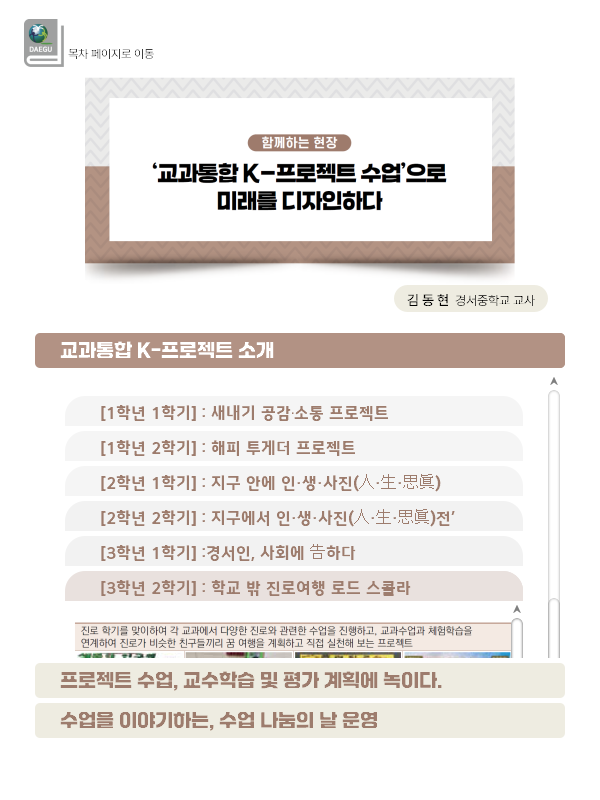 DAEGU
목차 페이지로 이동
함께하는 현장
‘교과통합 K-프로젝트 수업’으로
미래를 디자인하다
김동현 경서중학교 교사
교과통합 K-프로젝트 소개
[1학년 1학기] : 새내기 공감·소통 프로젝트
[1학년 2학기] : 해피 투게더 프로젝트
[2학년 1학기] : 지구 안에 인·생·사진(人·生·思眞)
[2학년 2학기] : 지구에서 인·생·사진(人·生·思眞)전’
[3학년 1학기] :경서인, 사회에 告하다
[3학년 2학기] : 학교 밖 진로여행 로드 스콜라
진로 학기를 맞이하여 각 교과에서 다양한 진로와 관련한 수업을 진행하고, 교과수업과 체험학습을
연계하여 진로가 비슷한 친구들끼리 꿈 여행을 계획하고 직접 실천해 보는 프로젝트
프로젝트 수업, 교수학습 및 평가 계획에 녹이다.
수업을 이야기하는, 수업 나눔의 날 운영